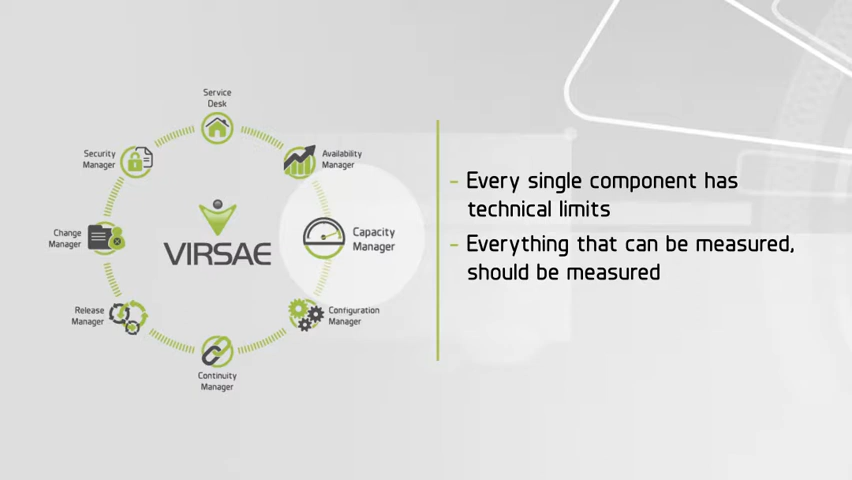 Service
Desk
Security
Manager
Availability
Manager
Change
Manager
VIRSAE
Capacity
Manager
Release
Manager
Configuration
Manager
Continuity
Manager
- Every single component has
technical limits
- Everything that can be measured,
should be measured